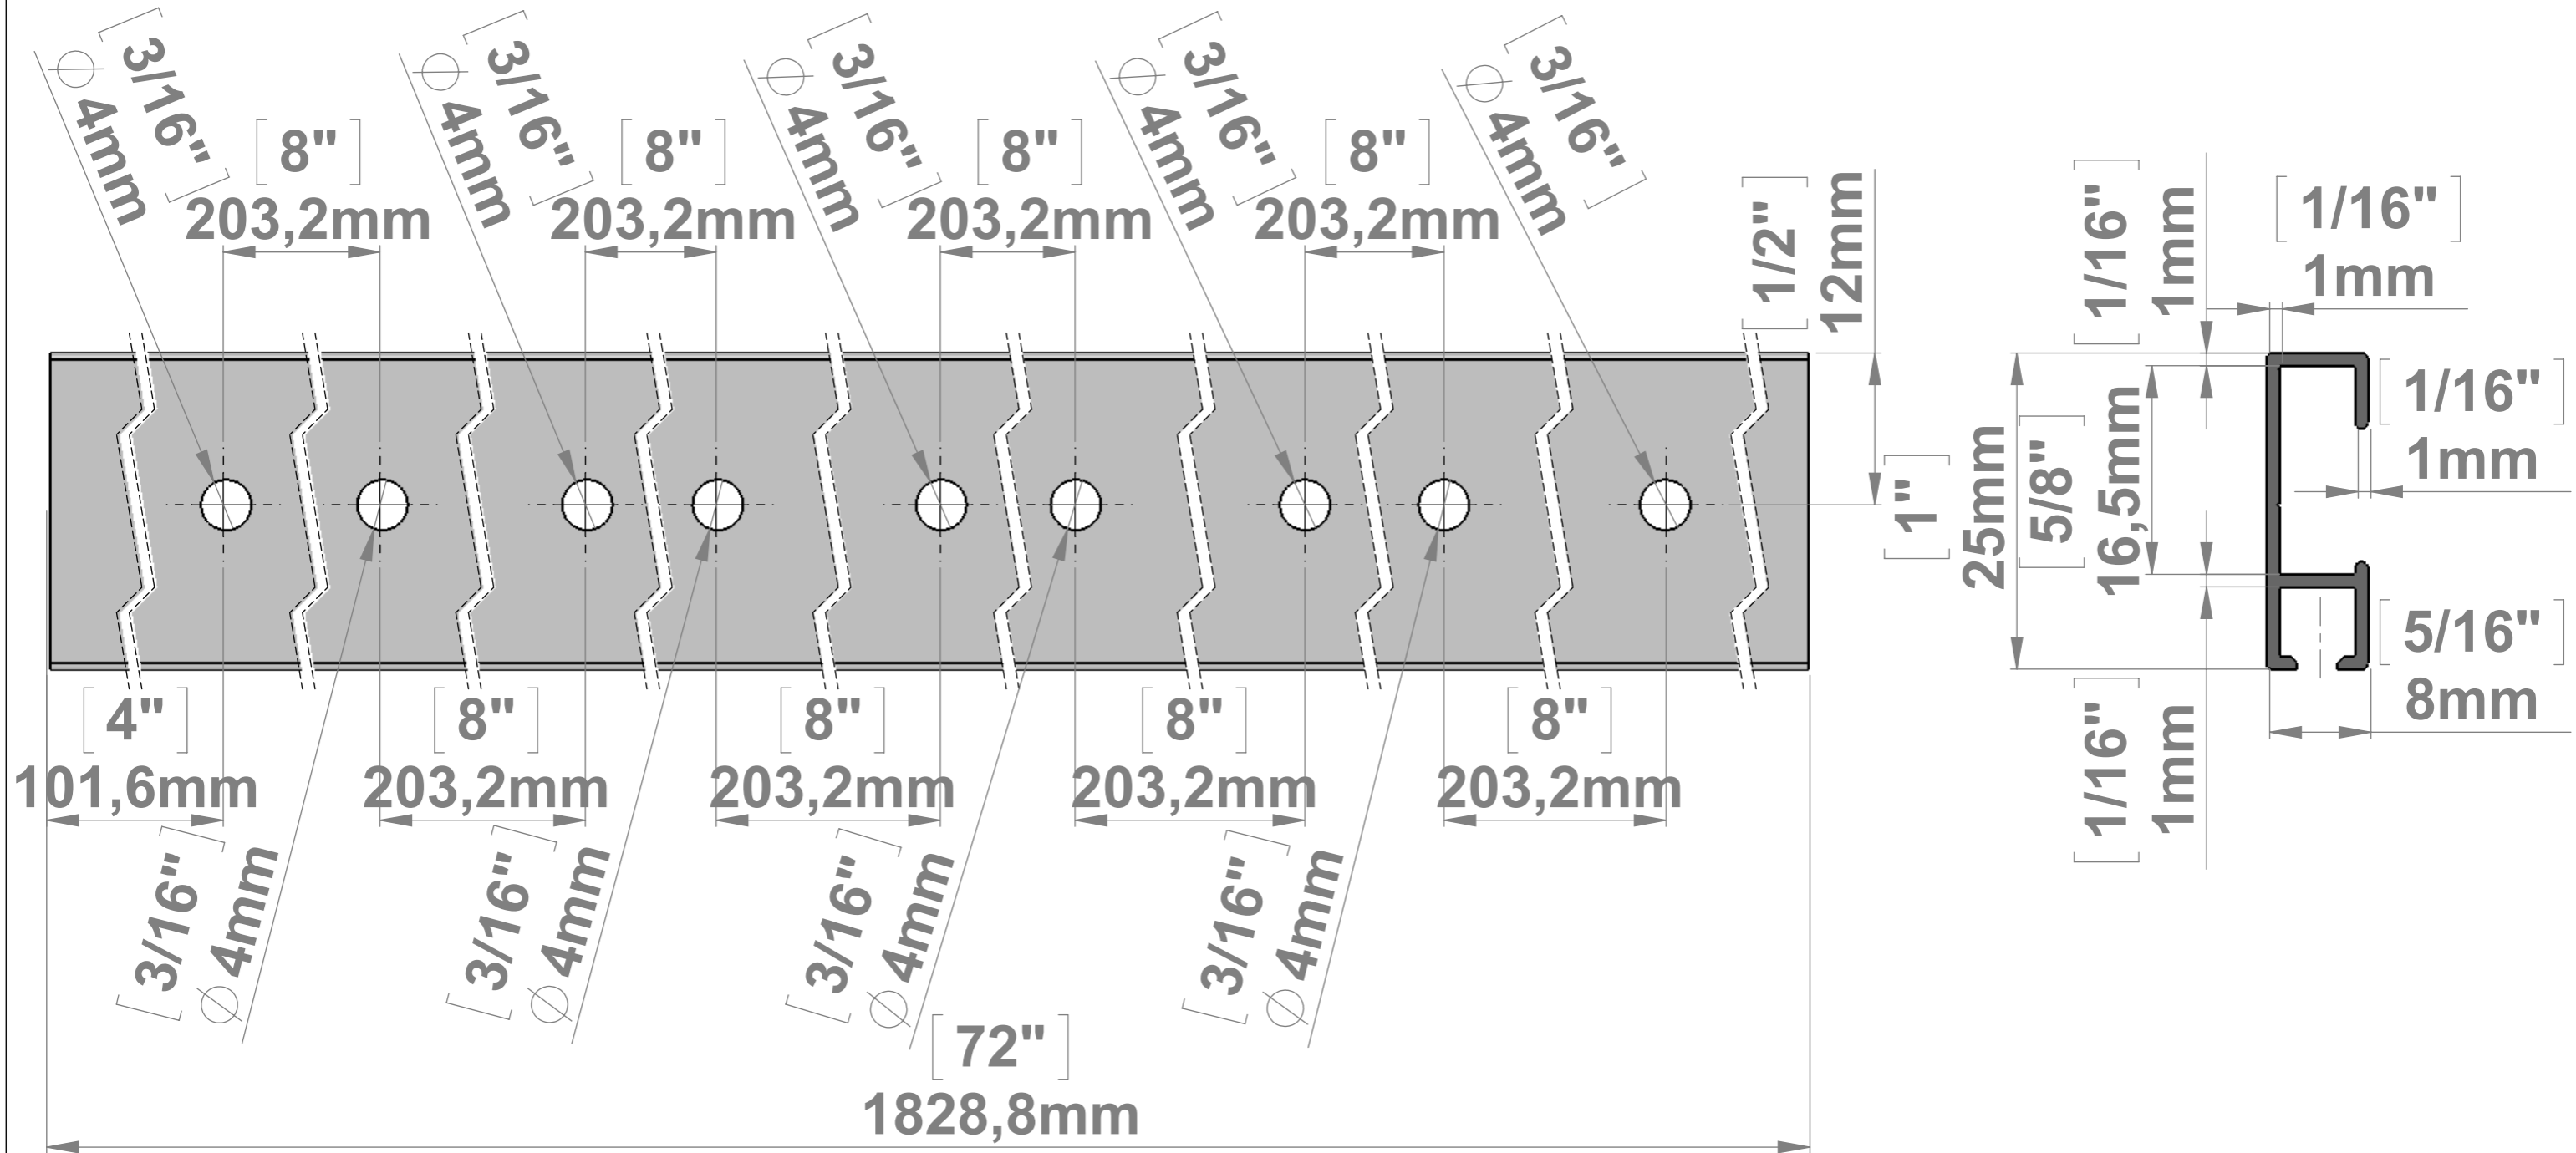 [3/16"]
∅ 4mm
[3/16"]
∅ 4mm
[3/16"]
∅ 4mm
[3/16"]
∅ 4mm
[3/16"]
∅ 4mm
[8"]
203,2mm
[8"]
203,2mm
[8"]
203,2mm
[8"]
203,2mm
[1/2"]
12mm
[1/16"]
1mm
[1/16"]
1mm
[1/16"]
1mm
[1"]
25mm
[5/8"]
16,5mm
[5/16"]
8mm
[1/16"]
1mm
[4"]
101,6mm
[8"]
203,2mm
[8"]
203,2mm
[8"]
203,2mm
[8"]
203,2mm
[3/16"]
∅ 4mm
[3/16"]
∅ 4mm
[3/16"]
∅ 4mm
[3/16"]
∅ 4mm
[72"]
1828,8mm